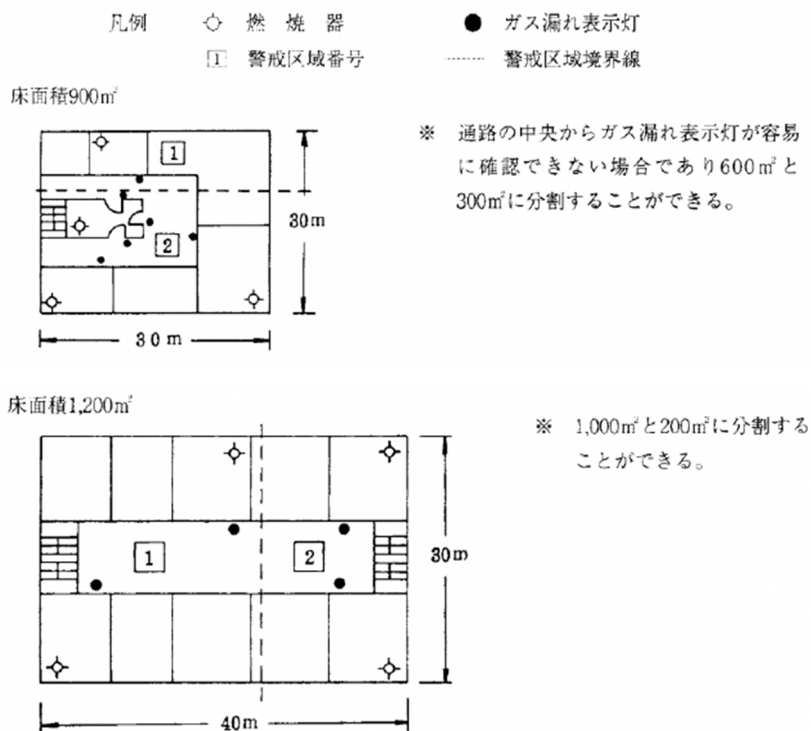 凡例 燃焼器 ガス漏れ表示灯
1 警戒区域番号 警戒区域境界線
床面積900㎡
※ 通路の中央からガス漏れ表示灯が容易
に確認できない場合であり600㎡と
300㎡に分割することができる。
1
2
30m
30m
床面積1,200㎡
※ 1,000㎡と200㎡に分割する
ことができる。
1 2
30m
40m